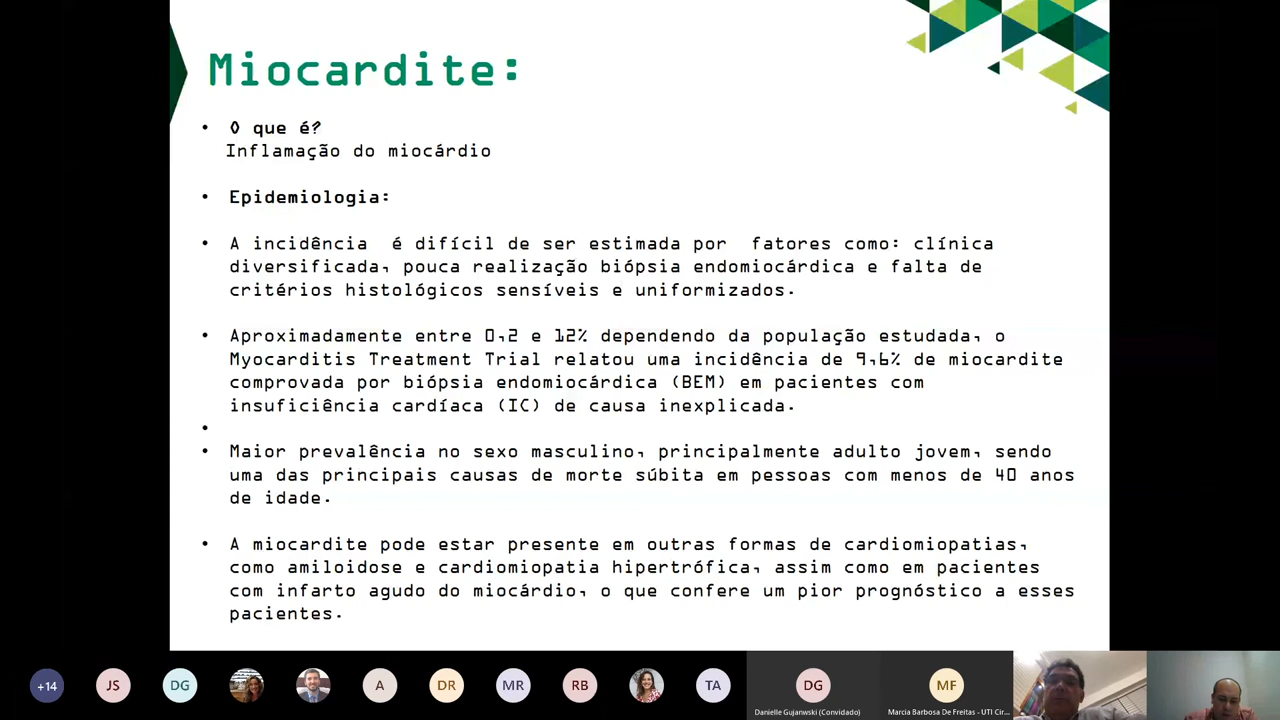 Miocardite:
• O que é?
Inflamação do miocárdio
• Epidemiologia:
• A incidência é difícil de ser estimada por fatores como: clínica
diversificada, pouca realização biópsia endomiocárdica e falta de
critérios histológicos sensíveis e uniformizados.
• Aproximadamente entre 0,2 e 12% dependendo da população estudada, o
Myocarditis Treatment Trial relatou uma incidência de 9,6% de miocardite
comprovada por biópsia endomiocárdica (BEM) em pacientes com
insuficiência cardíaca (IC) de causa inexplicada.
•
• Maior prevalência no sexo masculino, principalmente adulto jovem, sendo
uma das principais causas de morte súbita em pessoas com menos de 40 anos
de idade.
• A miocardite pode estar presente em outras formas de cardiomiopatias,
como amiloidose e cardiomiopatia hipertrófica, assim como em pacientes
com infarto agudo do miocárdio, o que confere um pior prognóstico a esses
pacientes.
+14 JS DG A DR MR RB TA DG MF
Danielle Gujanwski (Convidado) Marcia Barbosa De Freitas - UTI Cir...